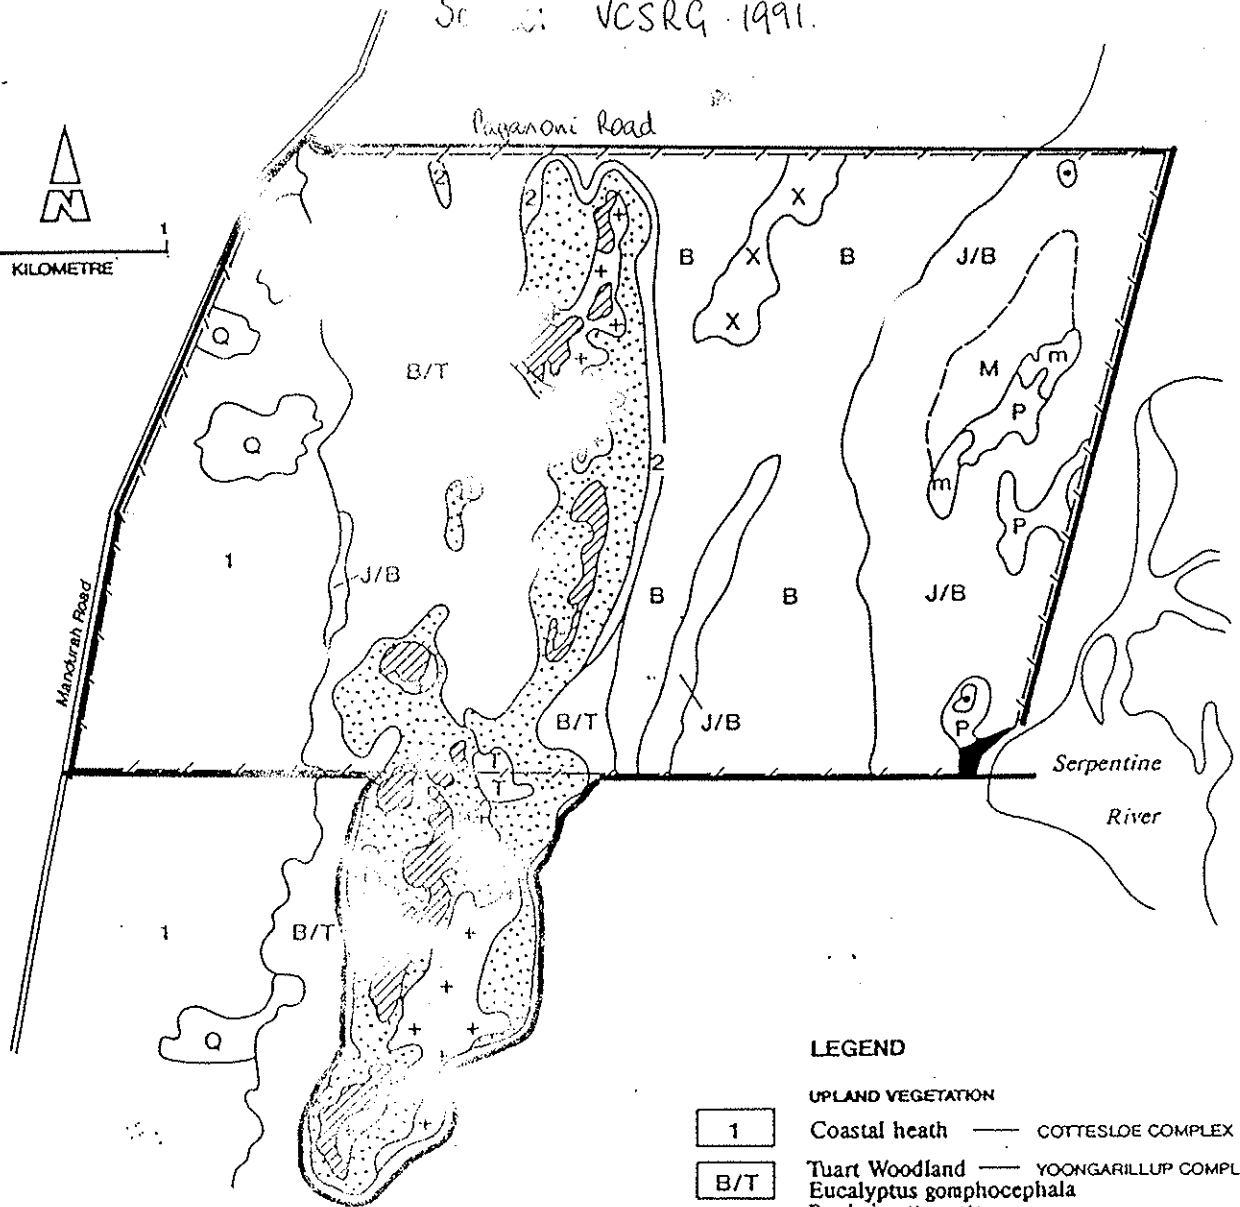 VCSRG 1991.
Paganoni Road
N
1
KILOMETRE
2
2
X
B
X
B
J/B
X
Q
B/T
M
m
P
Q
2
m
P
1
J/B
B
B
J/B
Mandurah Road
B/T
J/B
P
T
T
Serpentine
River
1
B/T
Q
LEGEND
UPLAND VEGETATION
1
Coastal heath — COTTESLOE COMPLEX
B/T
Tuart Woodland — YOONGARILLUP COMPL
Eucalyptus gomphocephala